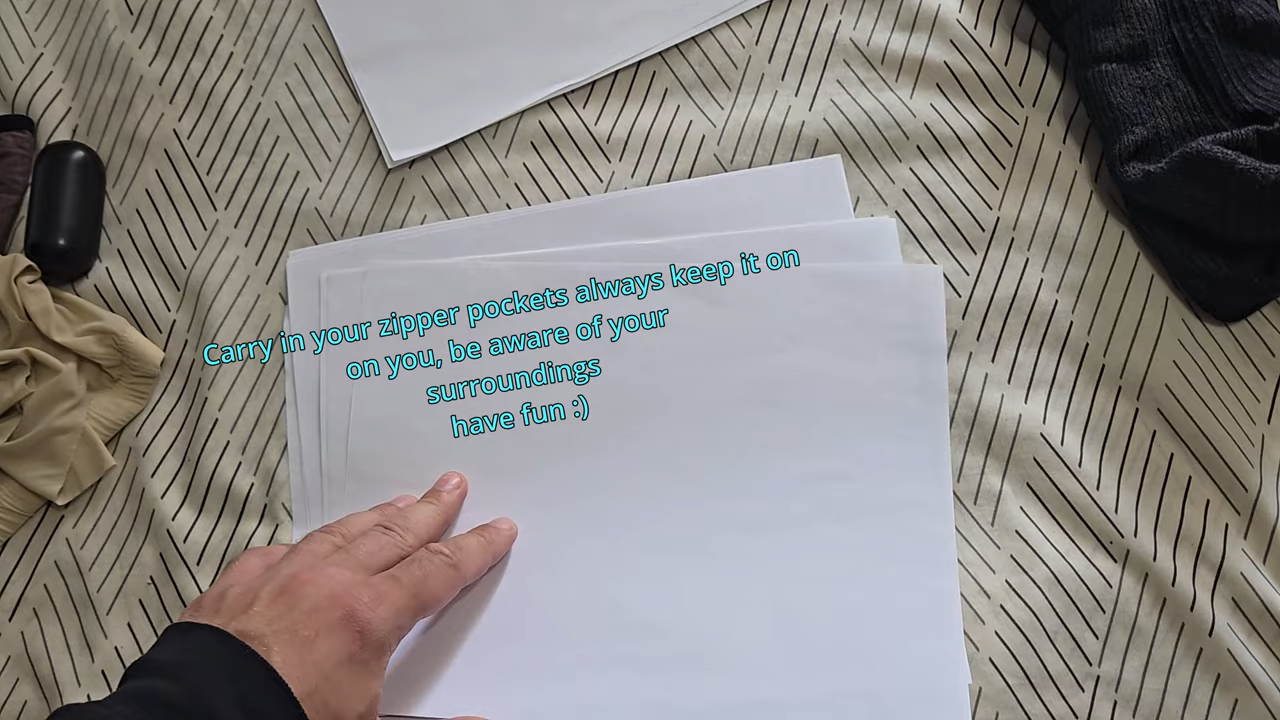 Carry in your zipper pockets always keep it on
on you, be aware of your
surroundings
have fun :)